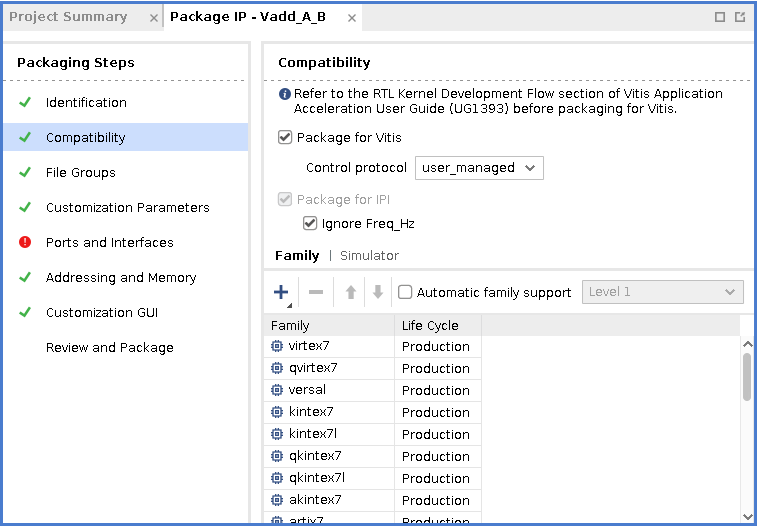 Project Summary
Package IP - Vadd_A_B
Packaging Steps
Identification
Compatibility
File Groups
Customization Parameters
Ports and Interfaces
Addressing and Memory
Customization GUI
Review and Package
Compatibility
Refer to the RTL Kernel Development Flow section of Vitis Application
Acceleration User Guide (UG1393) before packaging for Vitis.
Package for Vitis
Control protocol user_managed
Package for IPI
Ignore Freq_Hz
Family | Simulator
Automatic family support Level 1
Family Life Cycle
virtex7 Production
qvirtex7 Production
versal Production
kintex7 Production
kintex7l Production
qkintex7 Production
qkintex7l Production
akintex7 Production
artix7 Production